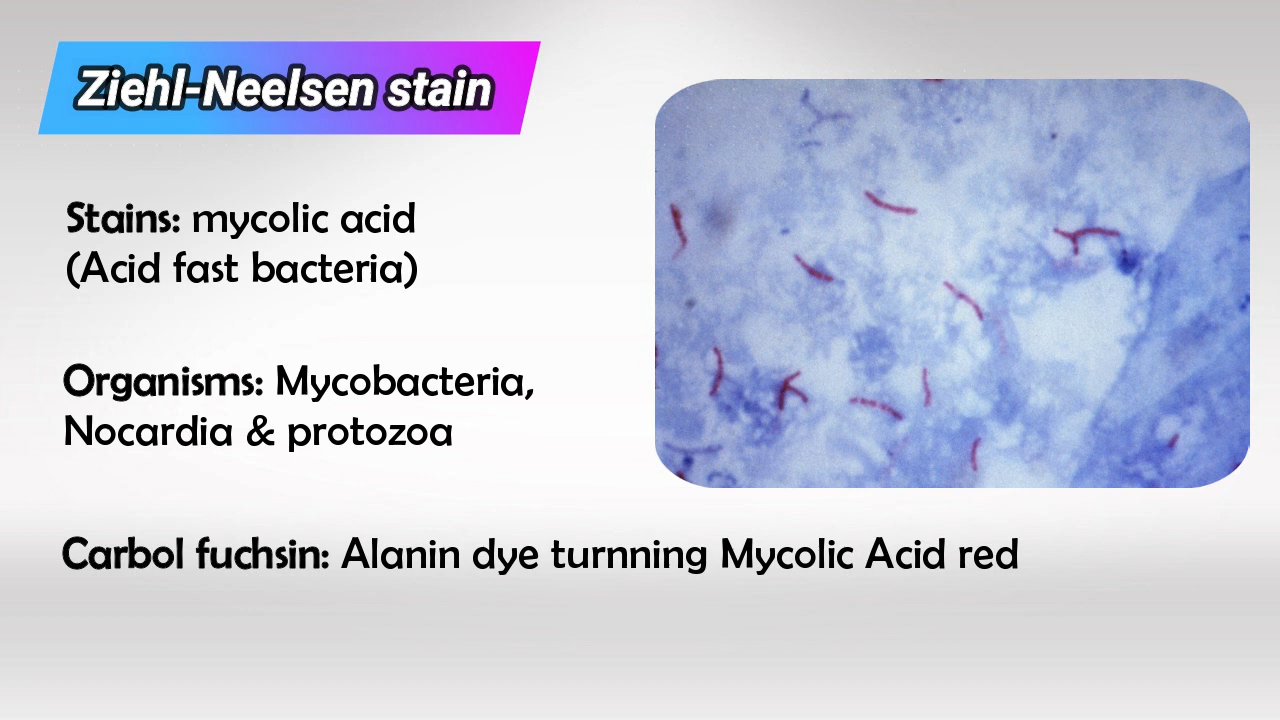 Ziehl-Neelsen stain
Stains: mycolic acid
(Acid fast bacteria)
Organisms: Mycobacteria,
Nocardia & protozoa
Carbol fuchsin: Alanin dye turnning Mycolic Acid red